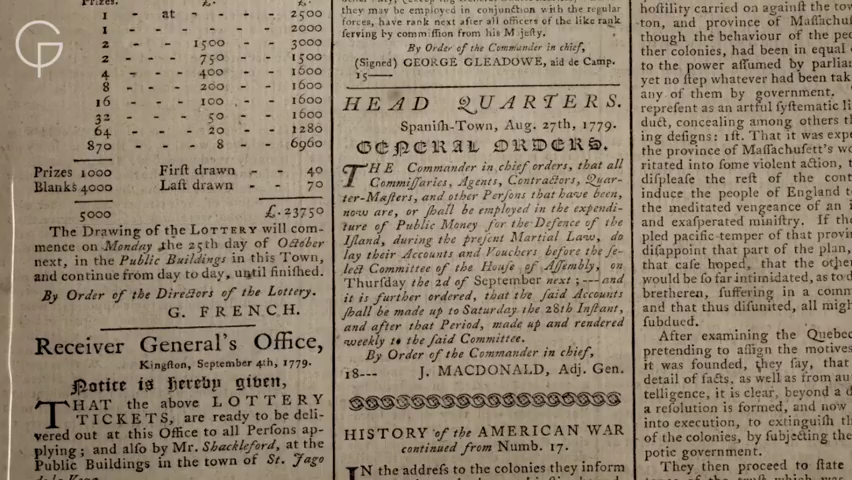 Prizes. £. £.
1 - at - - 2500
1 - - - 2000
2 - 1500 - 3000
2 - 750 - 1500
4 - 400 - 1600
8 - 200 - 1600
16 - 100 - 1600
32 - 50 - 1600
64 - 20 - 1280
870 - 8 - 6960
Prizes 1000 First drawn - - 40
Blanks 4000 Last drawn - - 70
5000 £. 23750
The Drawing of the LOTTERY will com-
mence on Monday the 25th day of October
next, in the Public Buildings in this Town,
and continue from day to day, until finiſhed.
By Order of the Directors of the Lottery.
G. FRENCH.
Receiver General's Office,
Kingſton, September 4th, 1779.
Notice is hereby given,
THAT the above LOTTERY
TICKETS, are ready to be deli-
vered out at this Office to all Perſons ap-
plying; and alſo by Mr. Shackleford, at the
Public Buildings in the town of St. Jago
de la Vega.
they may be employed in conjunction with the regular
forces, have rank next after all officers of the like rank
ſerving by commiſſion from his Majeſty.
By Order of the Commander in chief,
(Signed) GEORGE GLEADOWE, aid de Camp.
15——
HEAD QUARTERS.
Spaniſh-Town, Aug. 27th, 1779.
GENERAL ORDERS.
THE Commander in chief orders, that all
Commiſſaries, Agents, Contractors, Quar-
ter-Maſters, and other Perſons that have been,
now are, or ſhall be employed in the expendi-
ture of Public Money for the Defence of the
Iſland, during the preſent Martial Law, do
lay their Accounts and Vouchers before the ſe-
lect Committee of the Houſe of Aſſembly, on
Thurſday the 2d of September next;—and
it is further ordered, that the ſaid Accounts
ſhall be made up to Saturday the 28th Inſtant,
and after that Period, made up and rendered
weekly to the ſaid Committee.
By Order of the Commander in chief,
18--- J. MACDONALD, Adj. Gen.
HISTORY of the AMERICAN WAR
continued from Numb. 17.
IN the addreſs to the colonies they inform
hoſtility carried on againſt the tow
ton, and province of Maſſachuſ
though the behaviour of the pe
ther colonies, had been in equal
to the power aſſumed by parlia
yet no ſtep whatever had been tak
any of them by government.
repreſent as an artful ſyſtematic li
duct, concealing among others th
ing deſigns: 1ſt. That it was expe
the province of Maſſachuſett's wo
ritated into ſome violent action, t
diſpleaſe the reſt of the cont
induce the people of England t
the meditated vengeance of an i
and exaſperated miniſtry. If the
pled pacific temper of that provin
diſappoint that part of the plan,
that caſe hoped, that the othe
would be ſo far intimidated, as to d
bretheren, ſuffering in a comm
and that thus diſunited, all migh
ſubdued.
After examining the Quebec
pretending to aſſign the motives
it was founded, they ſay, that
detail of facts, as well as from au
telligence, it is clear, beyond a d
a reſolution is formed, and now
into execution, to extinguiſh th
of the colonies, by ſubjecting the
potic government.
They then proceed to ſtate